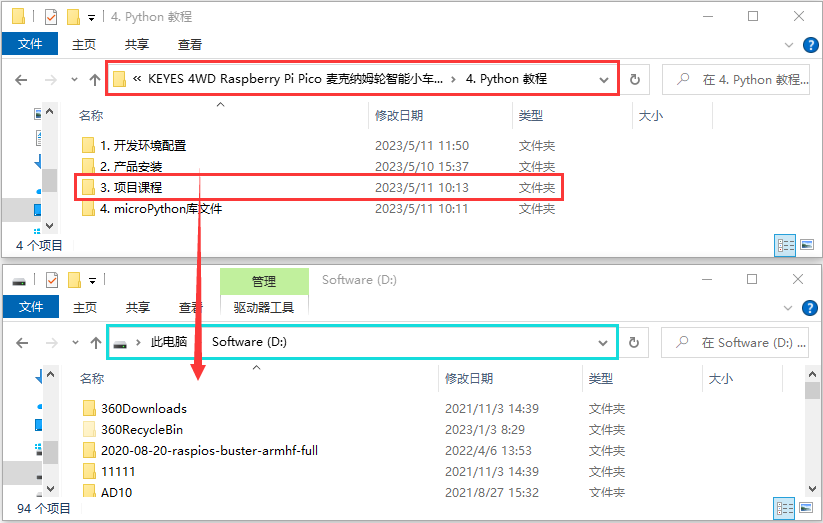 4. Python 教程
文件 主页 共享 查看
« KEYES 4WD Raspberry Pi Pico 麦克纳姆轮智能小车... › 4. Python 教程 在 4. Python 教程...
名称 修改日期 类型 大小
1. 开发环境配置 2023/5/11 11:50 文件夹
2. 产品安装 2023/5/10 15:37 文件夹
3. 项目课程 2023/5/11 10:13 文件夹
4. microPython库文件 2023/5/11 10:11 文件夹
4 个项目
管理 Software (D:)
文件 主页 共享 查看 驱动器工具
› 此电脑 Software (D:) 在 Software (D:) ...
名称 修改日期 类型 大小
360Downloads 2021/11/3 14:39 文件夹
360RecycleBin 2023/1/3 8:29 文件夹
2020-08-20-raspios-buster-armhf-full 2022/4/6 13:53 文件夹
11111 2021/11/3 14:39 文件夹
AD10 2021/8/27 15:32 文件夹
94 个项目